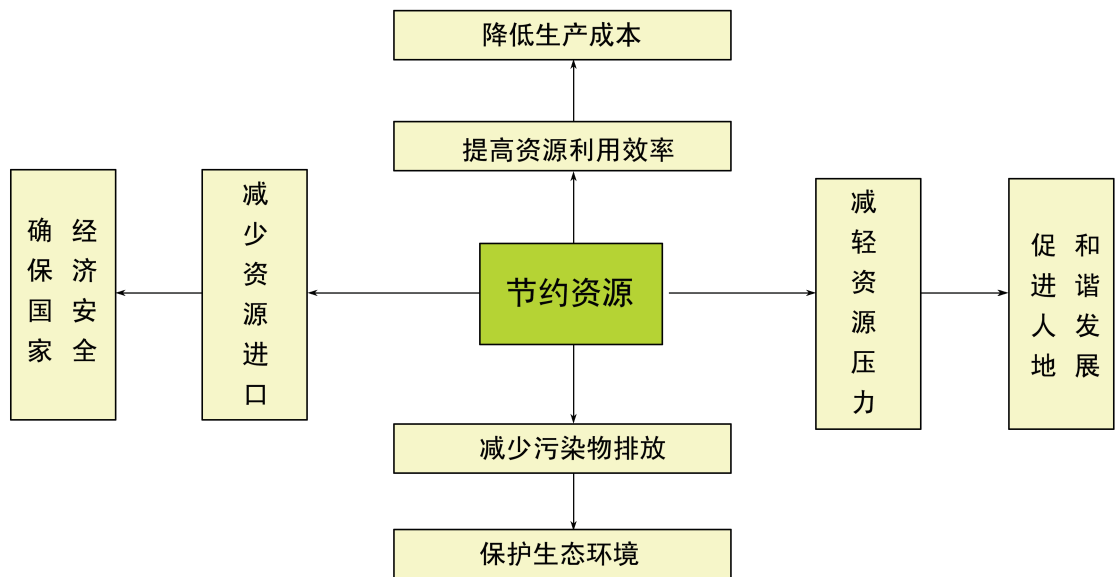 降低生产成本
提高资源利用效率
确保国家
经济安全
减少资源进口
节约资源
减轻资源压力
促进人地
和谐发展
减少污染物排放
保护生态环境